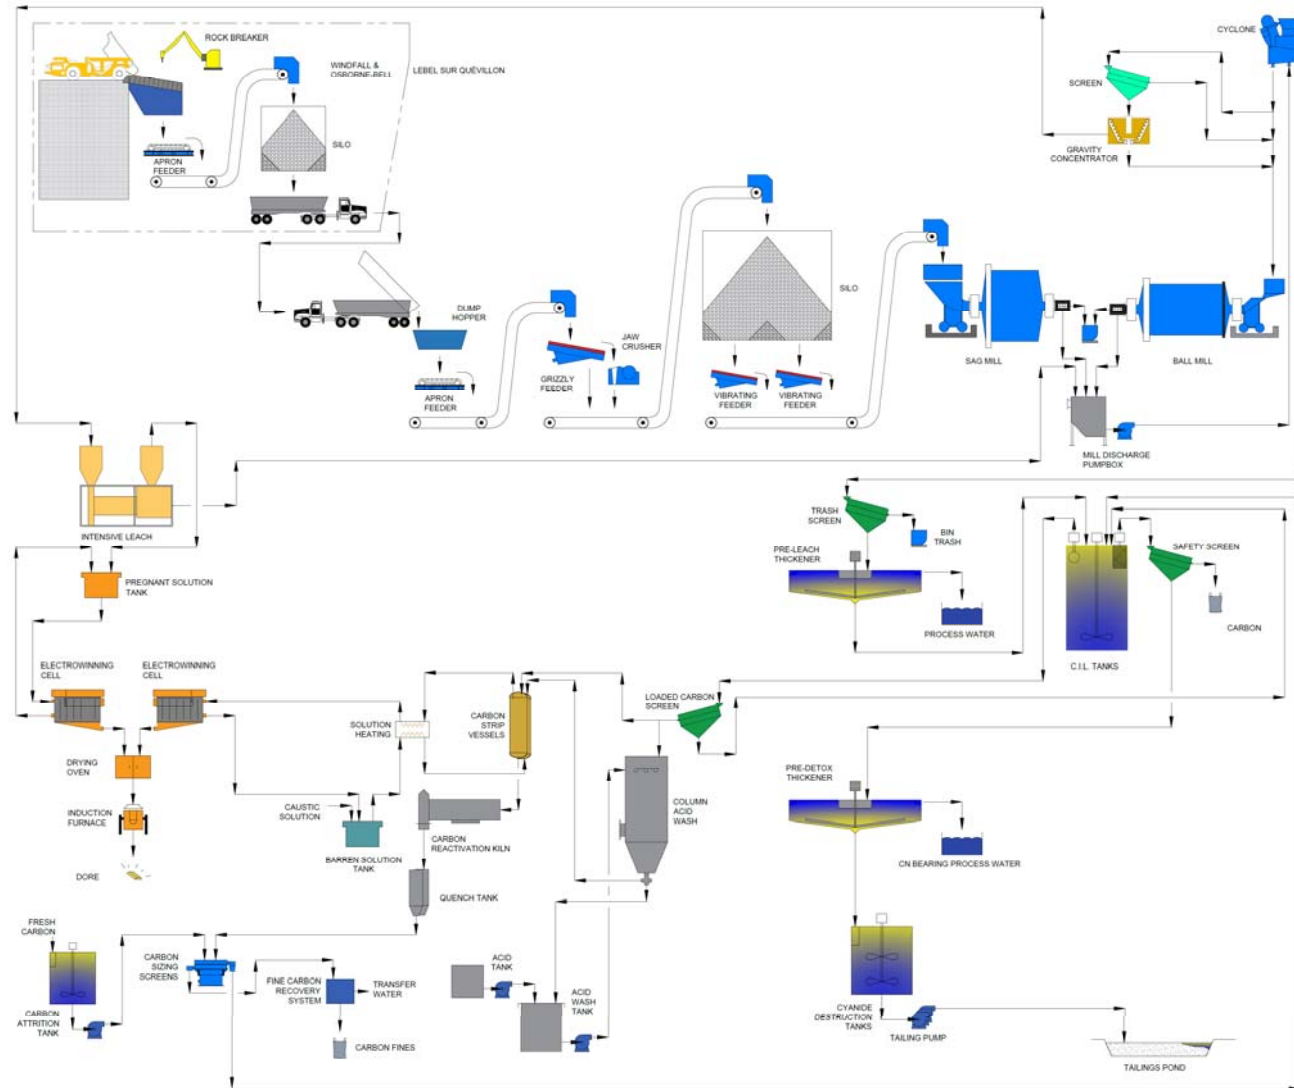 ROCK BREAKER
WINDFALL &
OSBORNE-BELL
LEBEL SUR QUÉVILLON
CYCLONE
SCREEN
SILO
APRON
FEEDER
GRAVITY
CONCENTRATOR
DUMP
HOPPER
SILO
JAW
CRUSHER
GRIZZLY
FEEDER
APRON
FEEDER
VIBRATING
FEEDER
VIBRATING
FEEDER
SAG MILL
BALL MILL
MILL DISCHARGE
PUMPBOX
INTENSIVE LEACH
TRASH
SCREEN
BIN
TRASH
SAFETY SCREEN
PRE-LEACH
THICKENER
PREGNANT SOLUTION
TANK
PROCESS WATER
CARBON
C.I.L. TANKS
ELECTROWINNING
CELL
ELECTROWINNING
CELL
LOADED CARBON
SCREEN
SOLUTION
HEATING
CARBON
STRIP
VESSELS
DRYING
OVEN
PRE-DETOX
THICKENER
INDUCTION
FURNACE
CAUSTIC
SOLUTION
COLUMN
ACID
WASH
CARBON
REACTIVATION KILN
BARREN SOLUTION
TANK
CN BEARING PROCESS WATER
DORE
QUENCH TANK
FRESH
CARBON
CARBON
SIZING
SCREENS
FINE CARBON
RECOVERY
SYSTEM
TRANSFER
WATER
ACID
TANK
ACID
WASH
TANK
CARBON
ATTRITION
TANK
CYANIDE
DESTRUCTION
TANKS
TAILING PUMP
CARBON FINES
TAILINGS POND